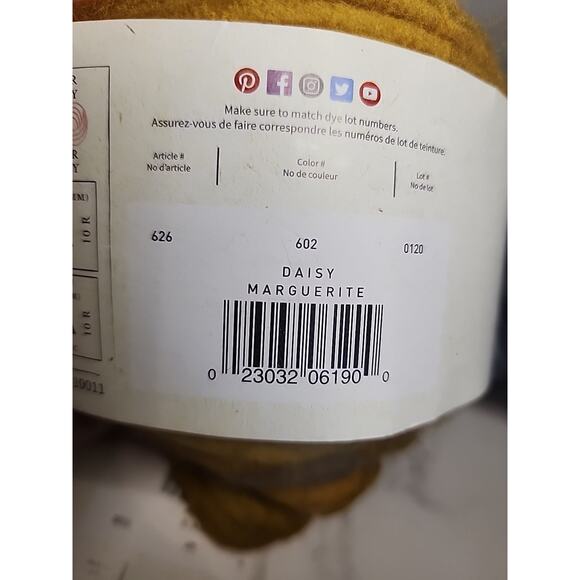 Make sure to match dye lot numbers.
Assurez-vous de faire correspondre les numéros de lot de teinture.
Article #
No d'article
Color #
No de couleur
Lot #
No de lot
626
602
0120
DAISY
MARGUERITE
0 23032 06190 0
10 R
10 R